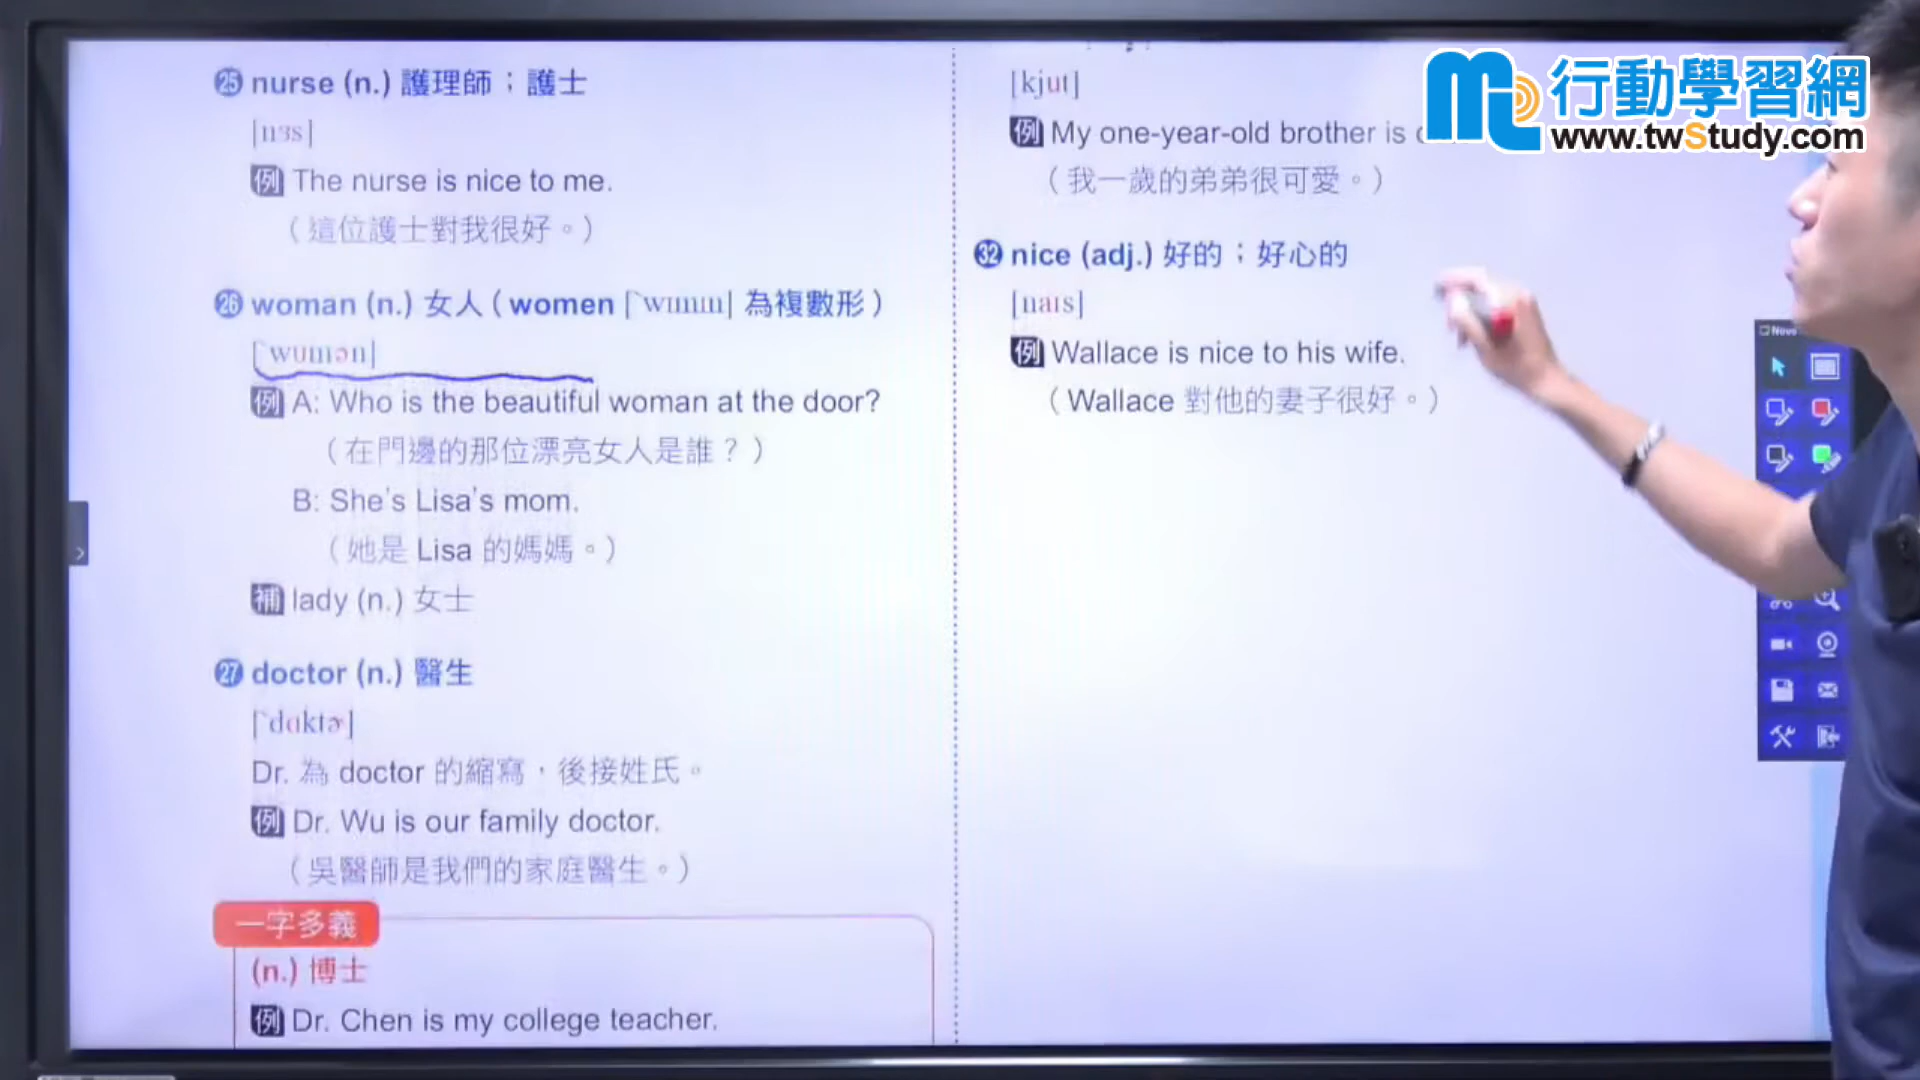 25 nurse (n.) 護理師；護士
[nɝs]
例 The nurse is nice to me.
（這位護士對我很好。）
26 woman (n.) 女人（women [ˋwɪmɪn] 為複數形）
[ˋwʊmən]
例 A: Who is the beautiful woman at the door?
（在門邊的那位漂亮女人是誰？）
B: She's Lisa's mom.
（她是 Lisa 的媽媽。）
補 lady (n.) 女士
27 doctor (n.) 醫生
[ˋdɑktɚ]
Dr. 為 doctor 的縮寫，後接姓氏。
例 Dr. Wu is our family doctor.
（吳醫師是我們的家庭醫生。）
一字多義
(n.) 博士
例 Dr. Chen is my college teacher.
[kjut]
例 My one-year-old brother is
（我一歲的弟弟很可愛。）
32 nice (adj.) 好的；好心的
[naɪs]
例 Wallace is nice to his wife.
（Wallace 對他的妻子很好。）
行動學習網
www.twStudy.com